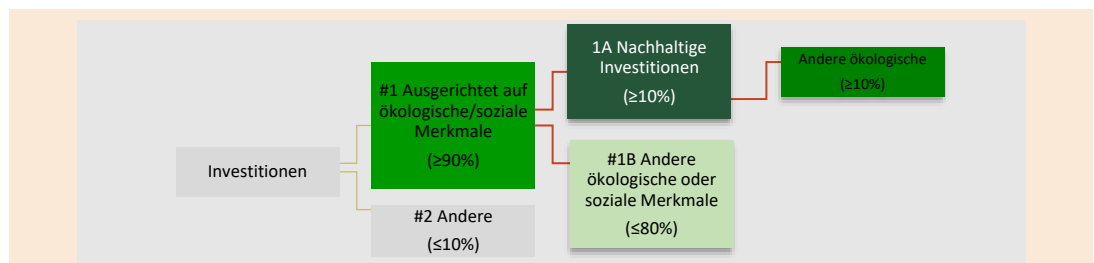 Investitionen
#1 Ausgerichtet auf
ökologische/soziale
Merkmale
(≥90%)
#2 Andere
(≤10%)
1A Nachhaltige
Investitionen
(≥10%)
#1B Andere
ökologische oder
soziale Merkmale
(≤80%)
Andere ökologische
(≥10%)